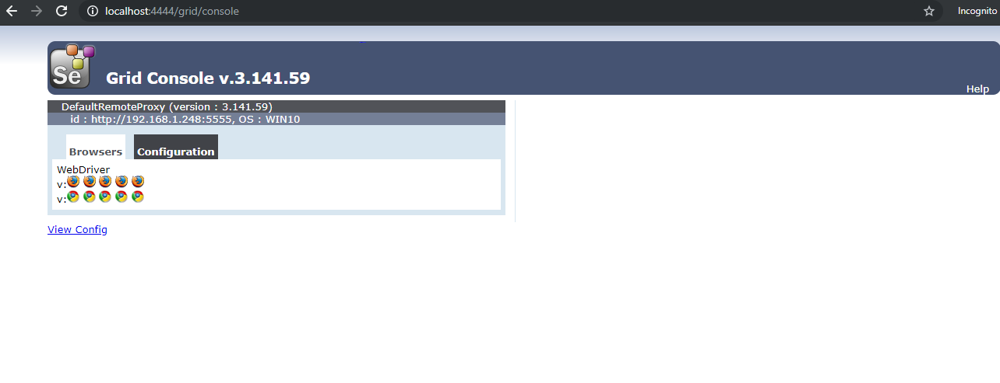 localhost:4444/grid/console
Incognito
Se
Grid Console v.3.141.59
Help
DefaultRemoteProxy (version : 3.141.59)
id : http://192.168.1.248:5555, OS : WIN10
Browsers Configuration
WebDriver
v:
v:
View Config